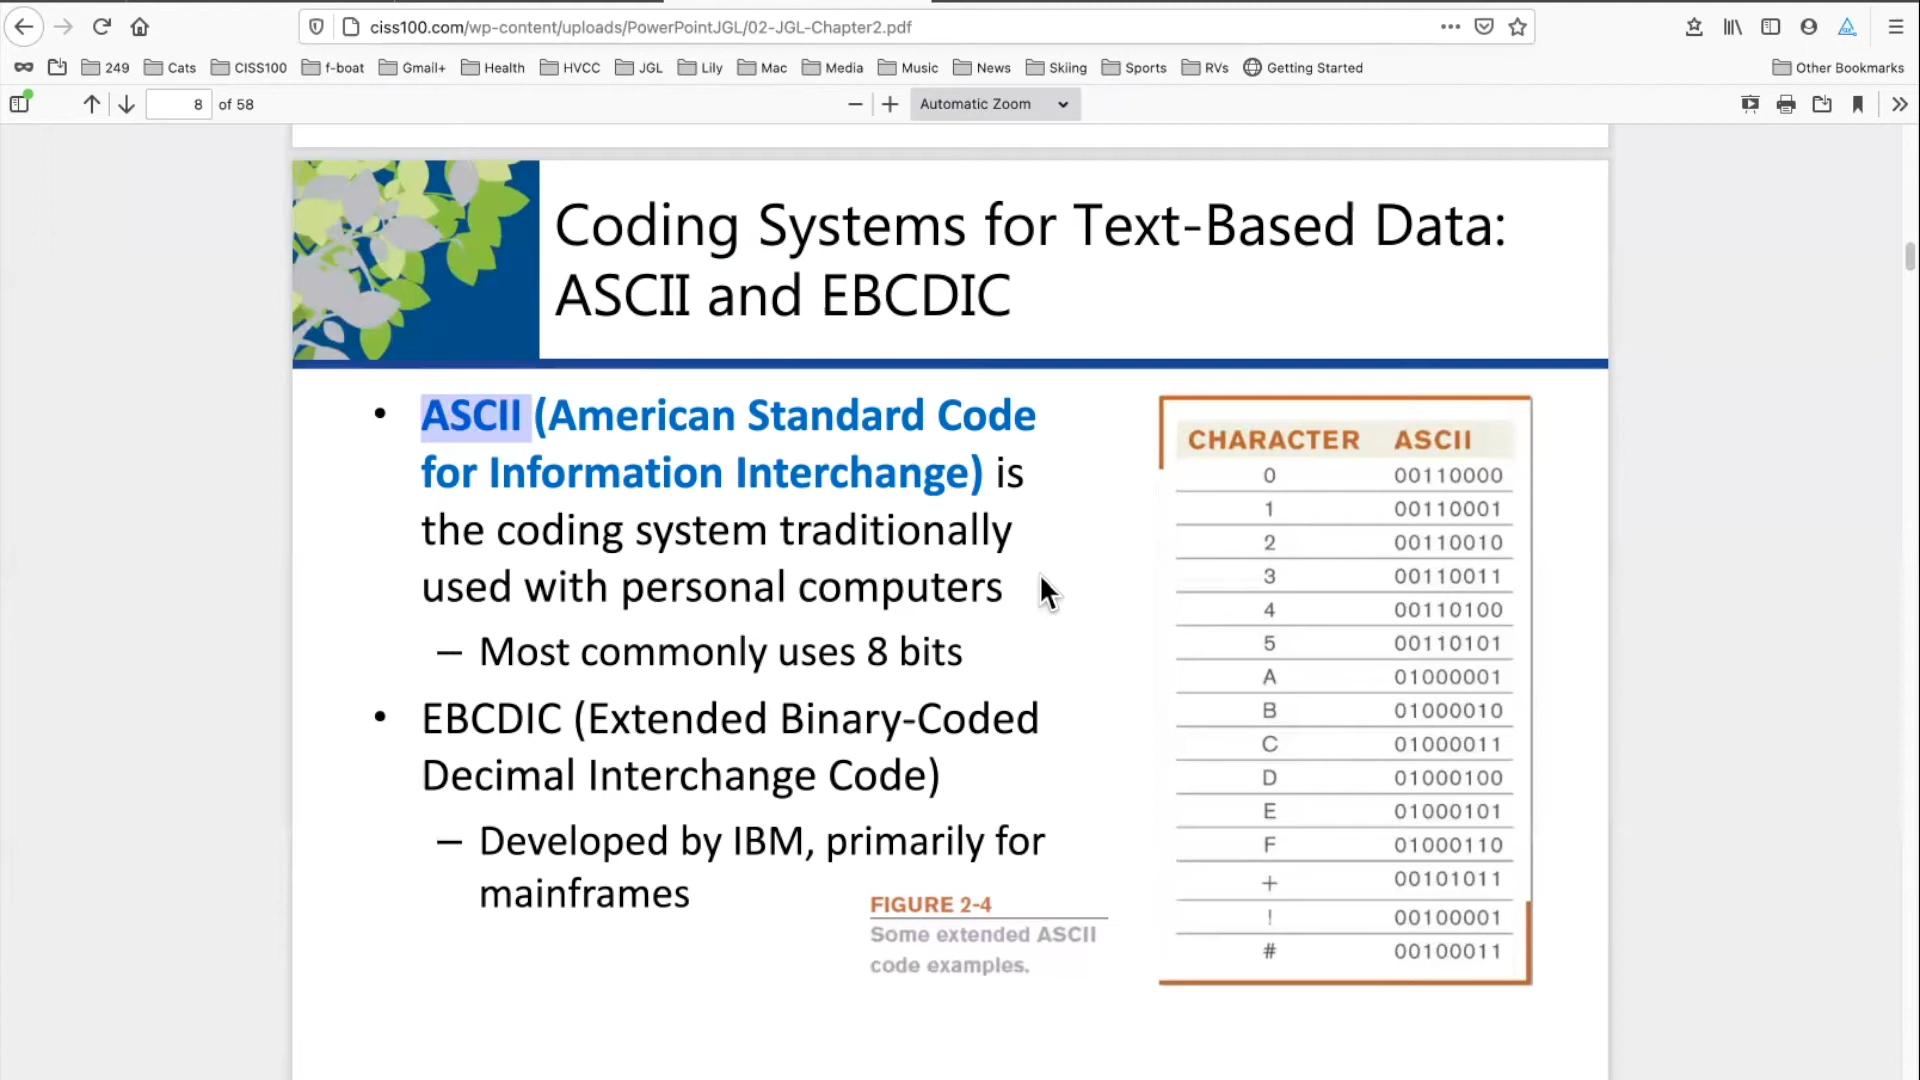 ciss100.com/wp-content/uploads/PowerPointJGL/02-JGL-Chapter2.pdf
249 Cats CISS100 f-boat Gmail+ Health HVCC JGL Lily Mac Media Music News Skiing Sports RVs Getting Started Other Bookmarks
8 of 58 Automatic Zoom
Coding Systems for Text-Based Data:
ASCII and EBCDIC
• ASCII (American Standard Code
for Information Interchange) is
the coding system traditionally
used with personal computers
– Most commonly uses 8 bits
• EBCDIC (Extended Binary-Coded
Decimal Interchange Code)
– Developed by IBM, primarily for
mainframes
FIGURE 2-4
Some extended ASCII
code examples.
CHARACTER ASCII
0 00110000
1 00110001
2 00110010
3 00110011
4 00110100
5 00110101
A 01000001
B 01000010
C 01000011
D 01000100
E 01000101
F 01000110
+ 00101011
! 00100001
# 00100011